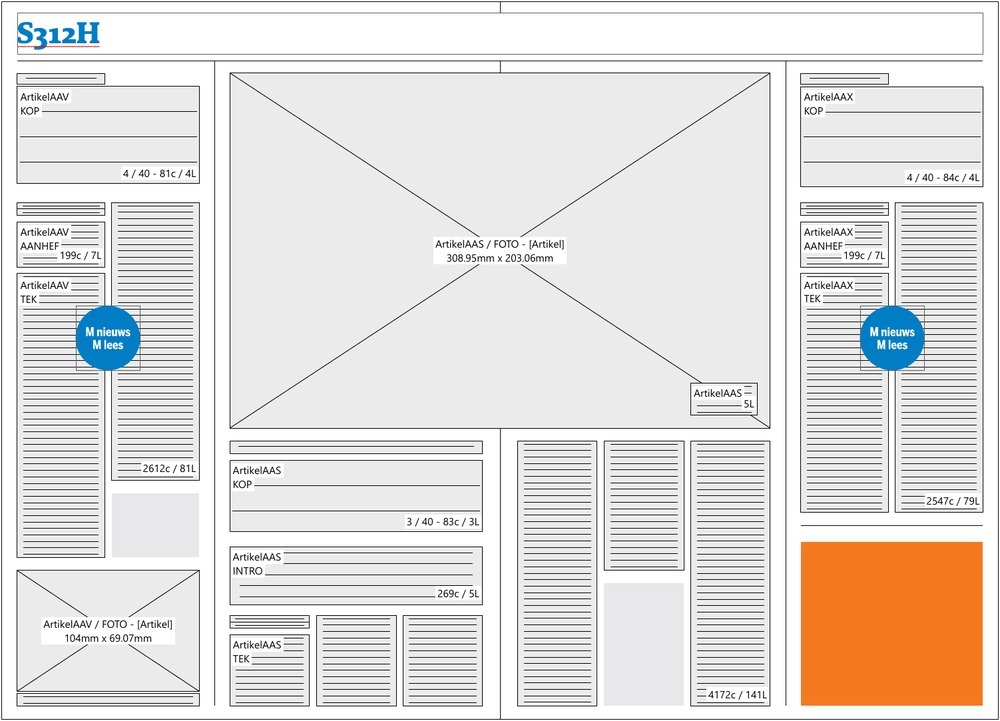 S312H
ArtikelAAV
KOP
4 / 40 - 81c / 4L
ArtikelAAV
AANHEF
199c / 7L
ArtikelAAV
TEK
M nieuws
M lees
2612c / 81L
ArtikelAAV / FOTO - [Artikel]
104mm x 69.07mm
ArtikelAAS / FOTO - [Artikel]
308.95mm x 203.06mm
ArtikelAAS
5L
ArtikelAAS
KOP
3 / 40 - 83c / 3L
ArtikelAAS
INTRO
269c / 5L
ArtikelAAS
TEK
4172c / 141L
ArtikelAAX
KOP
4 / 40 - 84c / 4L
ArtikelAAX
AANHEF
199c / 7L
ArtikelAAX
TEK
M nieuws
M lees
2547c / 79L